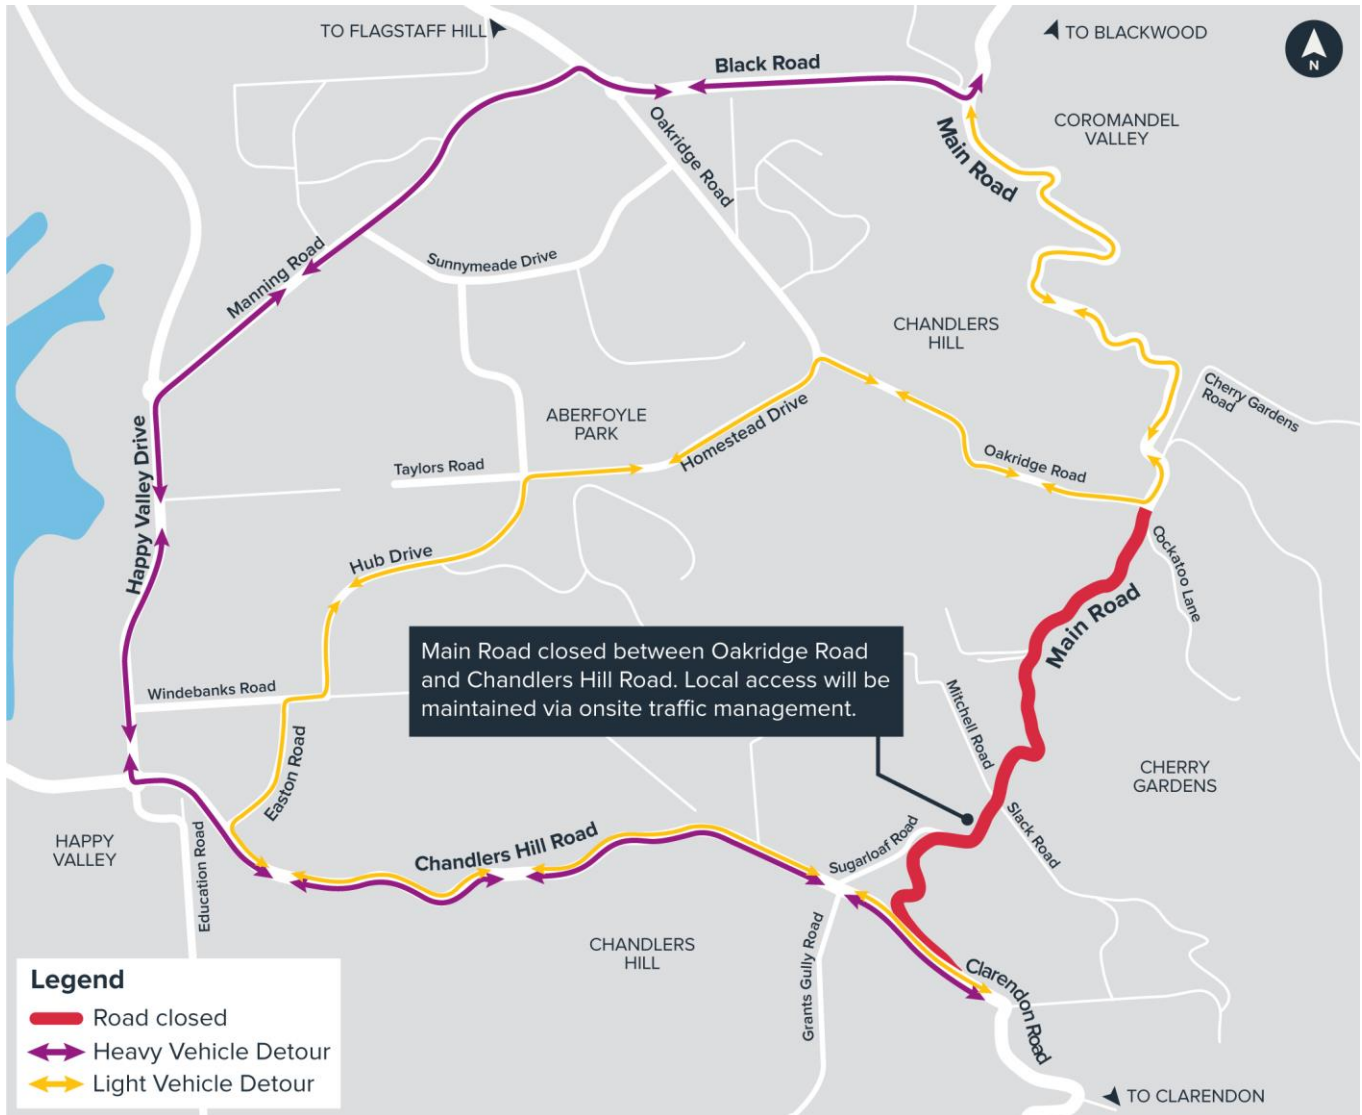 TO FLAGSTAFF HILL
TO BLACKWOOD
N
Black Road
Oakridge Road
Main Road
COROMANDEL
VALLEY
Manning Road
Sunnymeade Drive
CHANDLERS
HILL
Cherry Gardens
Road
Happy Valley Drive
ABERFOYLE
PARK
Homestead Drive
Taylors Road
Oakridge Road
Hub Drive
Cockatoo Lane
Main Road
Main Road closed between Oakridge Road
and Chandlers Hill Road. Local access will be
maintained via onsite traffic management.
Windebanks Road
Easton Road
Mitchell Road
CHERRY
GARDENS
Slack Road
HAPPY
VALLEY
Education Road
Chandlers Hill Road
Sugarloaf Road
Grants Gully Road
CHANDLERS
HILL
Clarendon Road
TO CLARENDON
Legend
Road closed
Heavy Vehicle Detour
Light Vehicle Detour